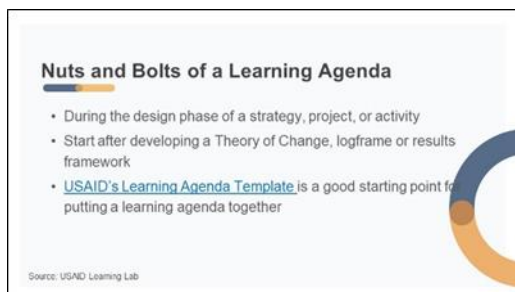 Nuts and Bolts of a Learning Agenda
• During the design phase of a strategy, project, or activity
• Start after developing a Theory of Change, logframe or results
framework
• USAID's Learning Agenda Template is a good starting point for
putting a learning agenda together
Source: USAID Learning Lab